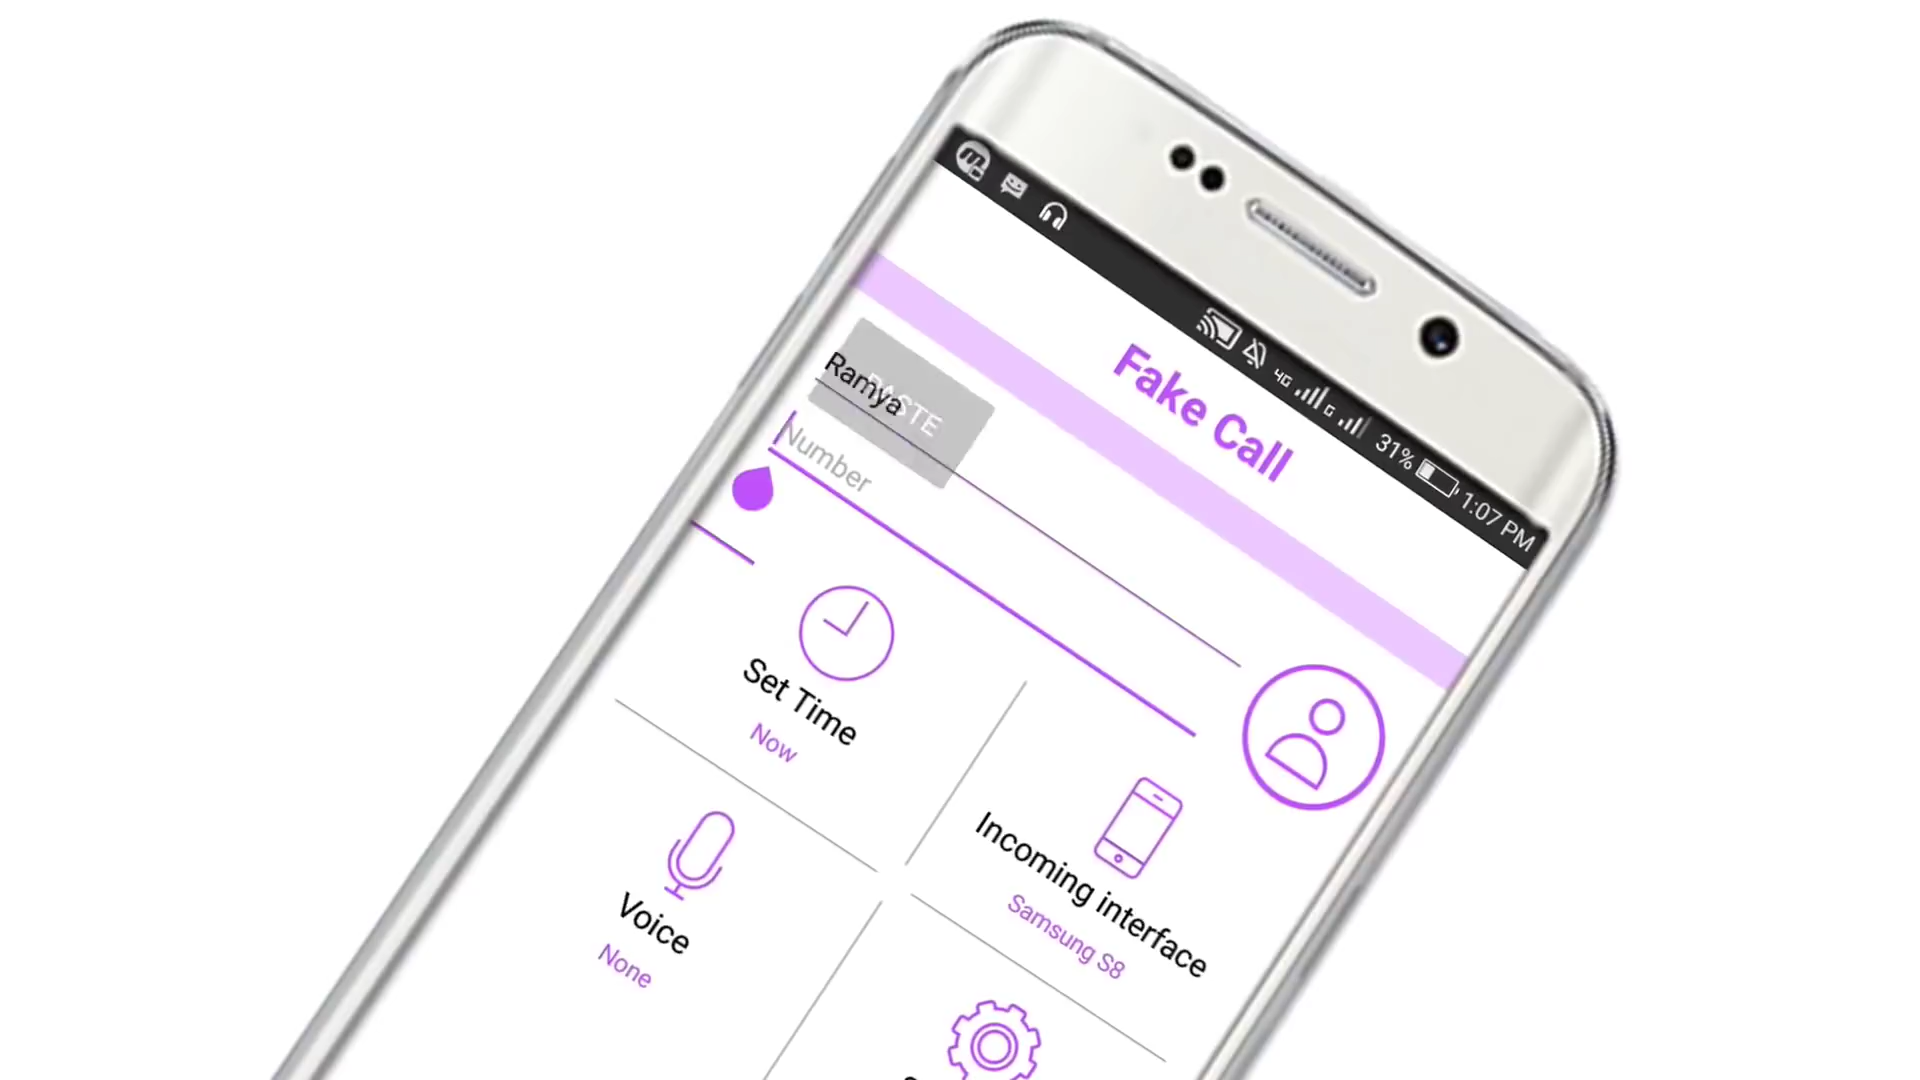 4G
G
31%
1:07 PM
Fake Call
PASTE
Ramya
Number
Set Time
Now
Incoming interface
Samsung S8
Voice
None